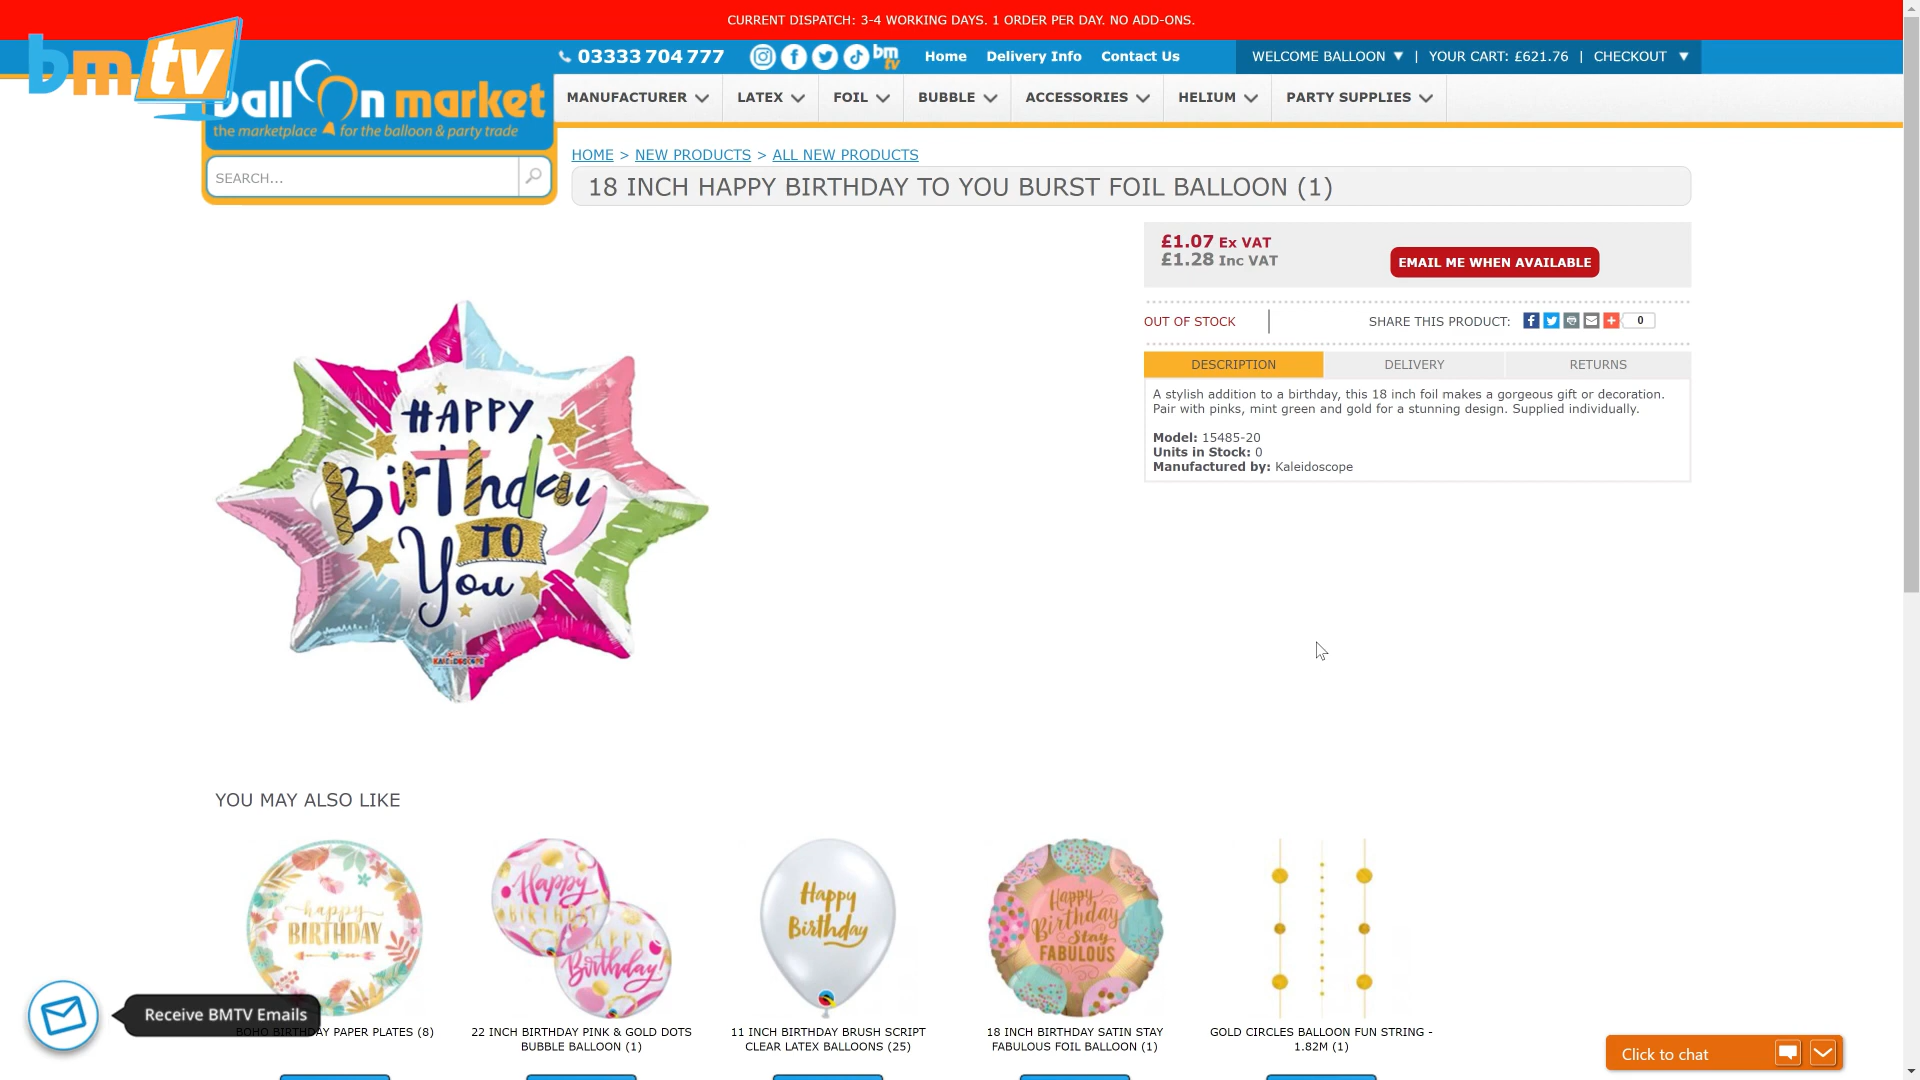 CURRENT DISPATCH: 3-4 WORKING DAYS. 1 ORDER PER DAY. NO ADD-ONS.
bmtv
03333 704 777
bm tv
Home Delivery Info Contact Us
WELCOME BALLOON ▼ | YOUR CART: £621.76 | CHECKOUT ▼
balloon market
the marketplace for the balloon & party trade
MANUFACTURER LATEX FOIL BUBBLE ACCESSORIES HELIUM PARTY SUPPLIES
SEARCH...
HOME > NEW PRODUCTS > ALL NEW PRODUCTS
18 INCH HAPPY BIRTHDAY TO YOU BURST FOIL BALLOON (1)
£1.07 Ex VAT
£1.28 Inc VAT
EMAIL ME WHEN AVAILABLE
OUT OF STOCK
SHARE THIS PRODUCT: 0
DESCRIPTION DELIVERY RETURNS
A stylish addition to a birthday, this 18 inch foil makes a gorgeous gift or decoration.
Pair with pinks, mint green and gold for a stunning design. Supplied individually.
Model: 15485-20
Units in Stock: 0
Manufactured by: Kaleidoscope
HAPPY
Birthday
TO
You
KALEIDOSCOPE
YOU MAY ALSO LIKE
happy
BIRTHDAY
Happy
BIRTHDAY
HAPPY
Birthday!
Happy
Birthday
Happy
Birthday
Stay
FABULOUS
Receive BMTV Emails
BOHO BIRTHDAY PAPER PLATES (8)
22 INCH BIRTHDAY PINK & GOLD DOTS
BUBBLE BALLOON (1)
11 INCH BIRTHDAY BRUSH SCRIPT
CLEAR LATEX BALLOONS (25)
18 INCH BIRTHDAY SATIN STAY
FABULOUS FOIL BALLOON (1)
GOLD CIRCLES BALLOON FUN STRING -
1.82M (1)
Click to chat